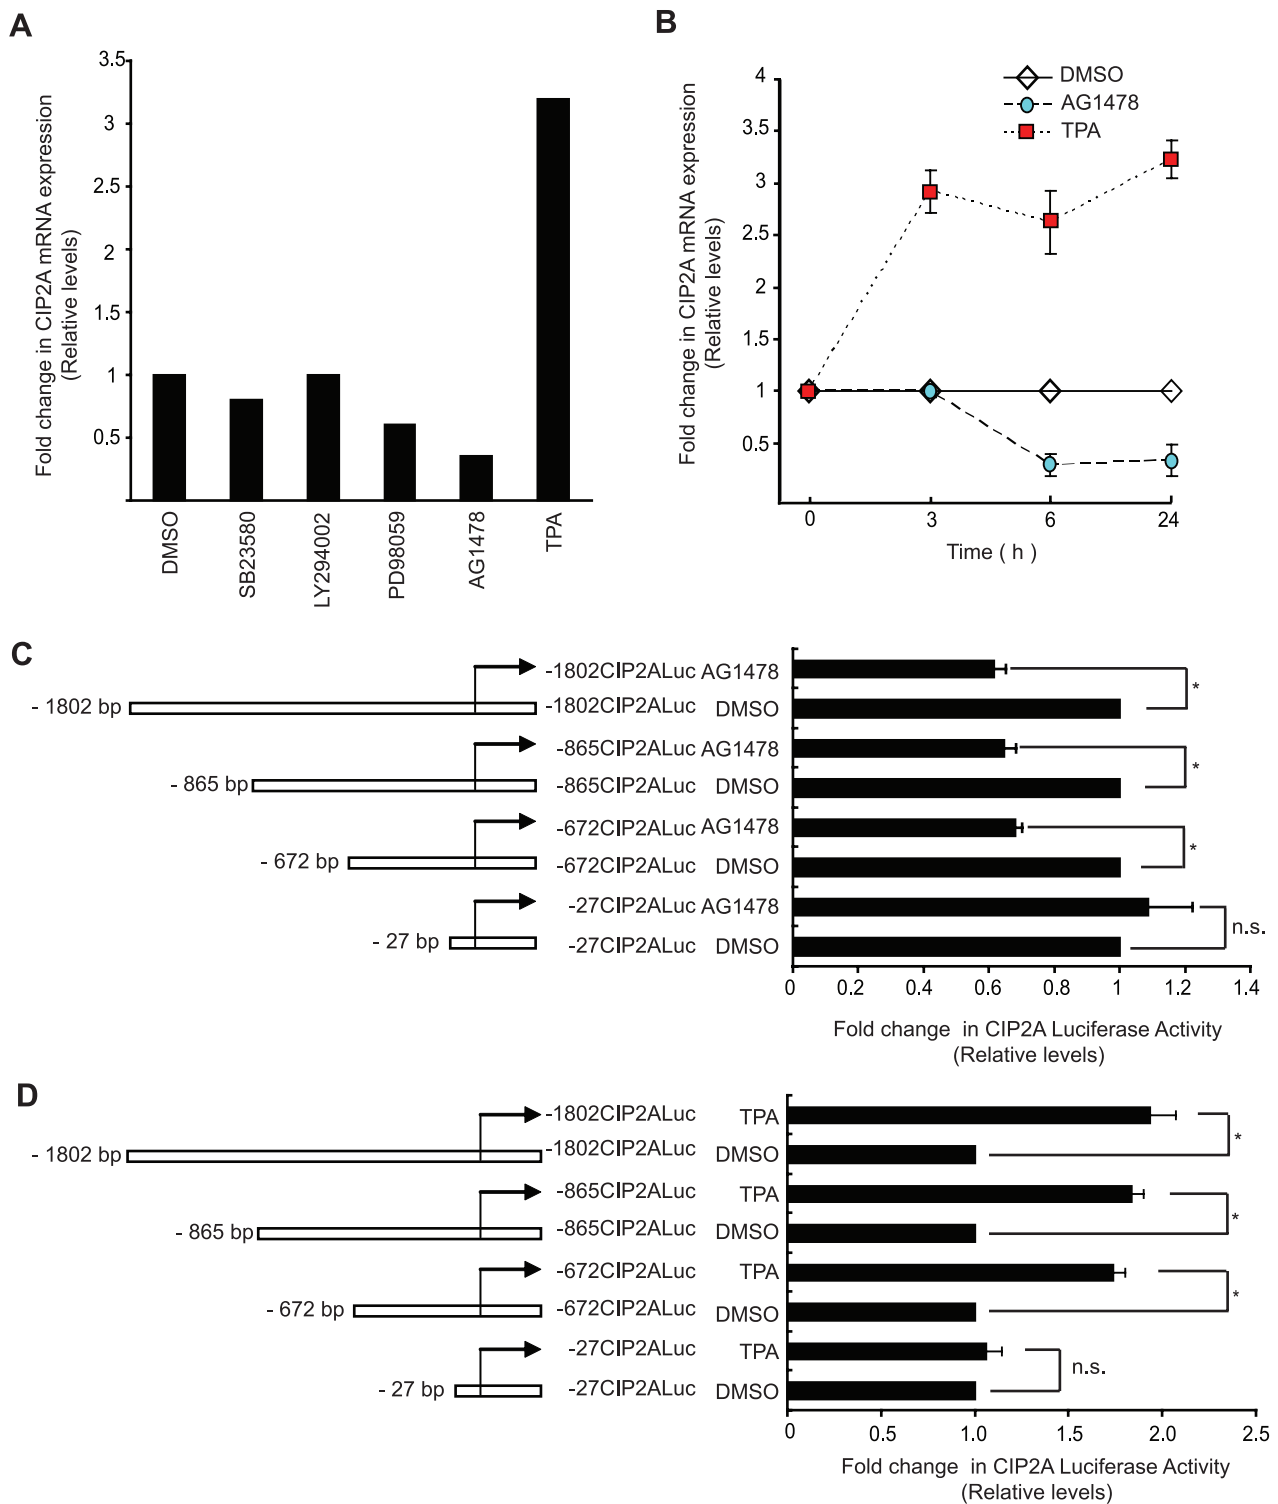 A
3.5
3
2.5
2
1.5
1
0.5
Fold change in CIP2A mRNA expression
(Relative levels)
DMSO
SB23580
LY294002
PD98059
AG1478
TPA
B
DMSO
AG1478
TPA
4
3.5
3
2.5
2
1.5
1
0.5
Fold change in CIP2A mRNA expression
(Relative levels)
0 3 6 24
Time ( h )
C
-1802CIP2ALuc AG1478
- 1802 bp -1802CIP2ALuc DMSO
*
-865CIP2ALuc AG1478
- 865 bp -865CIP2ALuc DMSO
*
-672CIP2ALuc AG1478
- 672 bp -672CIP2ALuc DMSO
*
-27CIP2ALuc AG1478
- 27 bp -27CIP2ALuc DMSO
n.s.
0 0.2 0.4 0.6 0.8 1 1.2 1.4
Fold change in CIP2A Luciferase Activity
(Relative levels)
D
-1802CIP2ALuc TPA
- 1802 bp -1802CIP2ALuc DMSO
*
-865CIP2ALuc TPA
- 865 bp -865CIP2ALuc DMSO
*
-672CIP2ALuc TPA
- 672 bp -672CIP2ALuc DMSO
*
-27CIP2ALuc TPA
- 27 bp -27CIP2ALuc DMSO
n.s.
0 0.5 1.0 1.5 2.0 2.5
Fold change in CIP2A Luciferase Activity
(Relative levels)